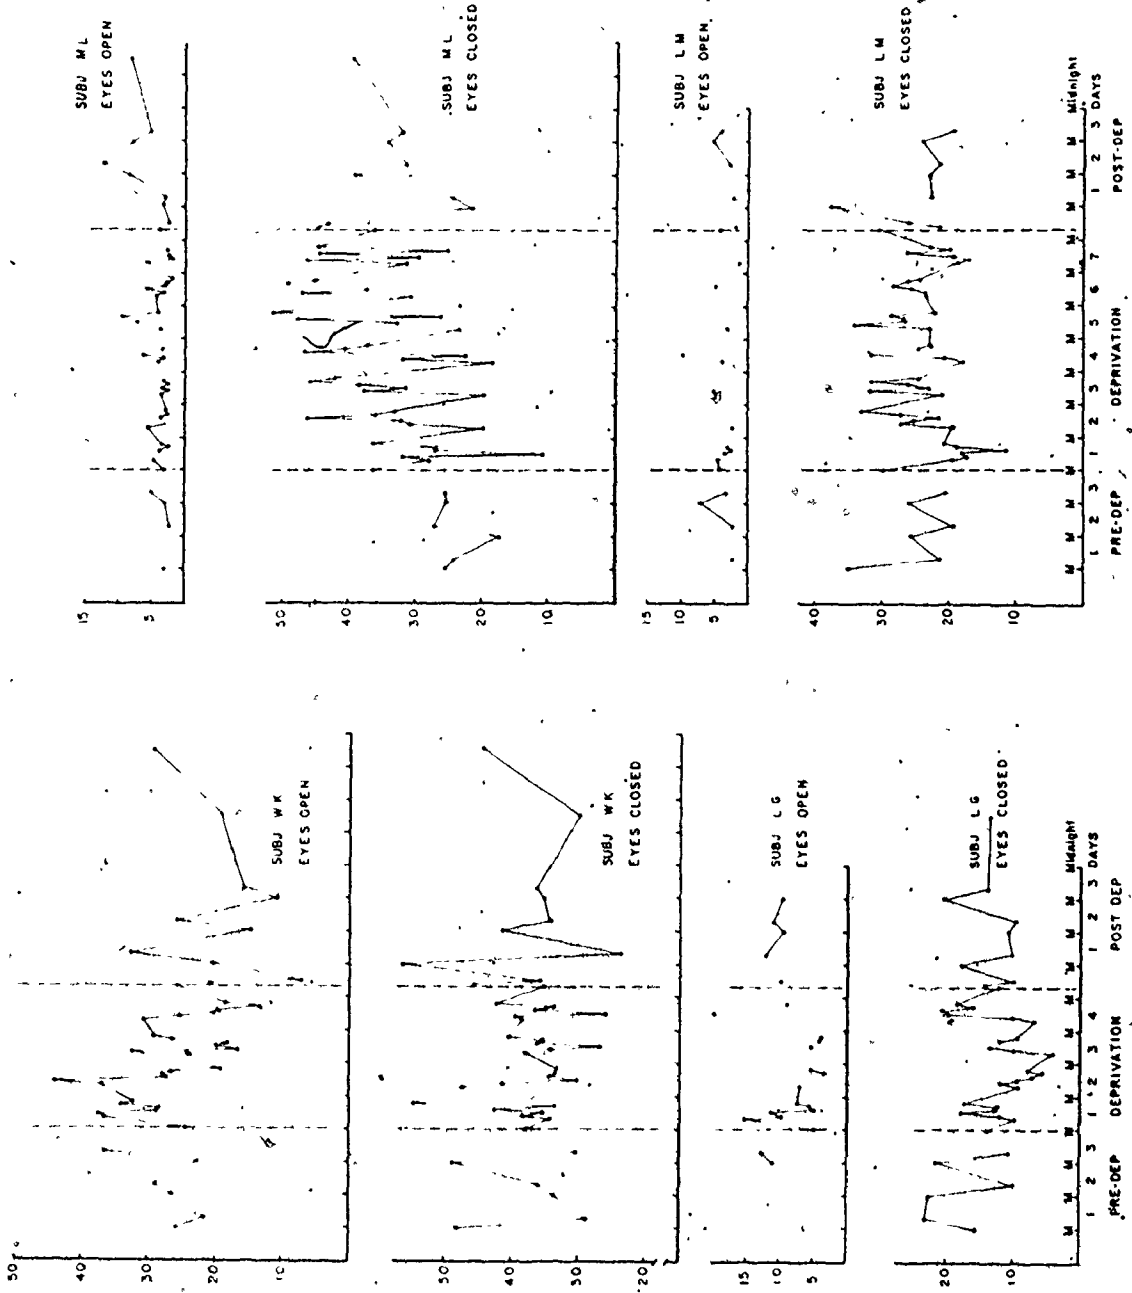 50
30
10
SUBJ WK
EYES OPEN
40
30
20
SUBJ WK
EYES CLOSED
15
10
5
SUBJ LG
EYES OPEN
20
10
SUBJ LG
EYES CLOSED
M M M M M M M M M M M Midnight
1 2 3 1 2 3 4 1 2 3 DAYS
PRE-DEP DEPRIVATION POST DEP
15
5
SUBJ ML
EYES OPEN
50
40
30
20
10
SUBJ ML
EYES CLOSED
15
10
5
SUBJ LM
EYES OPEN
40
30
20
10
SUBJ LM
EYES CLOSED
M M M M M M M M M M M M M M Midnight
1 2 3 1 2 3 4 5 6 7 1 2 3 DAYS
PRE-DEP DEPRIVATION POST-DEP